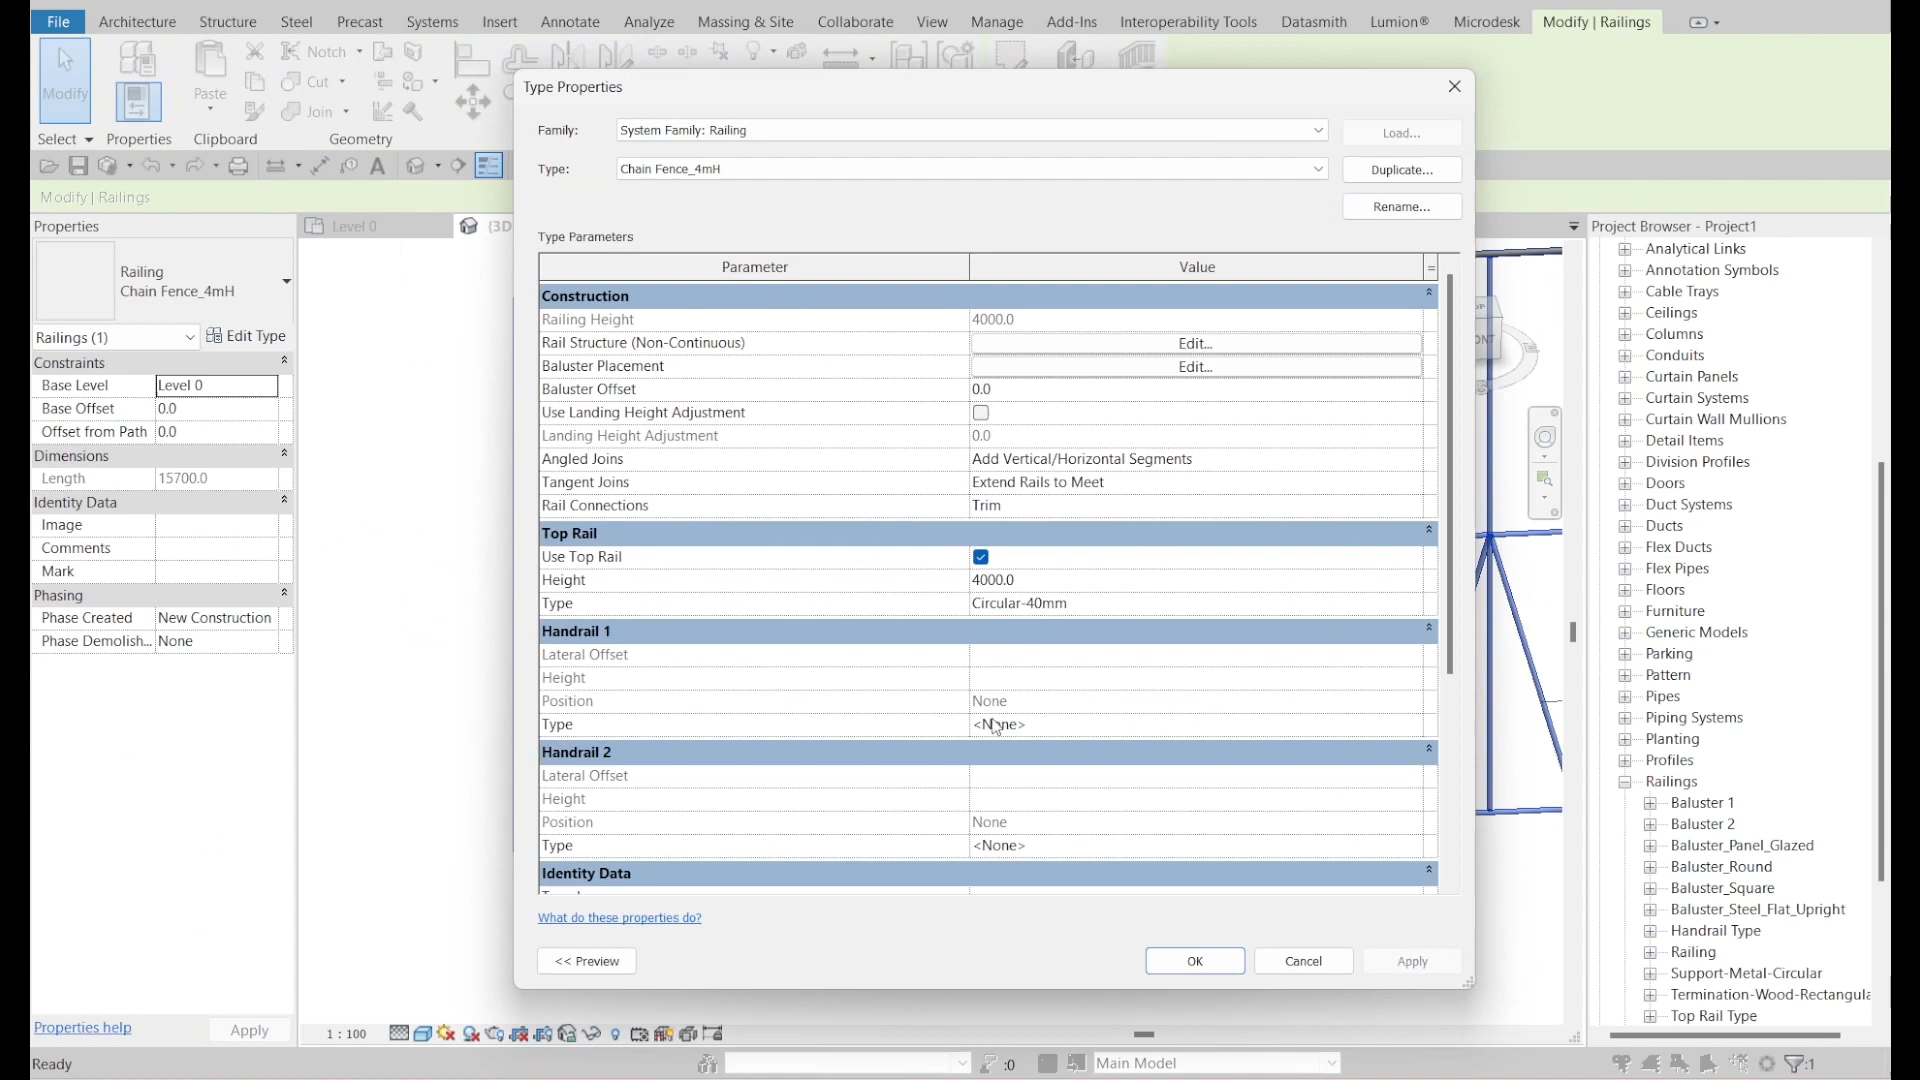 File Architecture Structure Steel Precast Systems Insert Annotate Analyze Massing & Site Collaborate View Manage Add-Ins Interoperability Tools Datasmith Lumion® Microdesk Modify | Railings
Modify
Paste
Notch
Cut
Join
Select Properties Clipboard Geometry
Modify | Railings
Properties
Railing
Chain Fence_4mH
Railings (1) Edit Type
Constraints
Base Level Level 0
Base Offset 0.0
Offset from Path 0.0
Dimensions
Length 15700.0
Identity Data
Image
Comments
Mark
Phasing
Phase Created New Construction
Phase Demolish... None
Properties help Apply
Ready
Level 0 (3D
Type Properties
Family: System Family: Railing Load...
Type: Chain Fence_4mH Duplicate...
Rename...
Type Parameters
Parameter Value =
Construction
Railing Height 4000.0
Rail Structure (Non-Continuous) Edit...
Baluster Placement Edit...
Baluster Offset 0.0
Use Landing Height Adjustment
Landing Height Adjustment 0.0
Angled Joins Add Vertical/Horizontal Segments
Tangent Joins Extend Rails to Meet
Rail Connections Trim
Top Rail
Use Top Rail
Height 4000.0
Type Circular-40mm
Handrail 1
Lateral Offset
Height
Position None
Type <None>
Handrail 2
Lateral Offset
Height
Position None
Type <None>
Identity Data
What do these properties do?
<< Preview OK Cancel Apply
1 : 100
:0 Main Model :1
Project Browser - Project1
Analytical Links
Annotation Symbols
Cable Trays
Ceilings
Columns
Conduits
Curtain Panels
Curtain Systems
Curtain Wall Mullions
Detail Items
Division Profiles
Doors
Duct Systems
Ducts
Flex Ducts
Flex Pipes
Floors
Furniture
Generic Models
Parking
Pattern
Pipes
Piping Systems
Planting
Profiles
Railings
Baluster 1
Baluster 2
Baluster_Panel_Glazed
Baluster_Round
Baluster_Square
Baluster_Steel_Flat_Upright
Handrail Type
Railing
Support-Metal-Circular
Termination-Wood-Rectangula
Top Rail Type